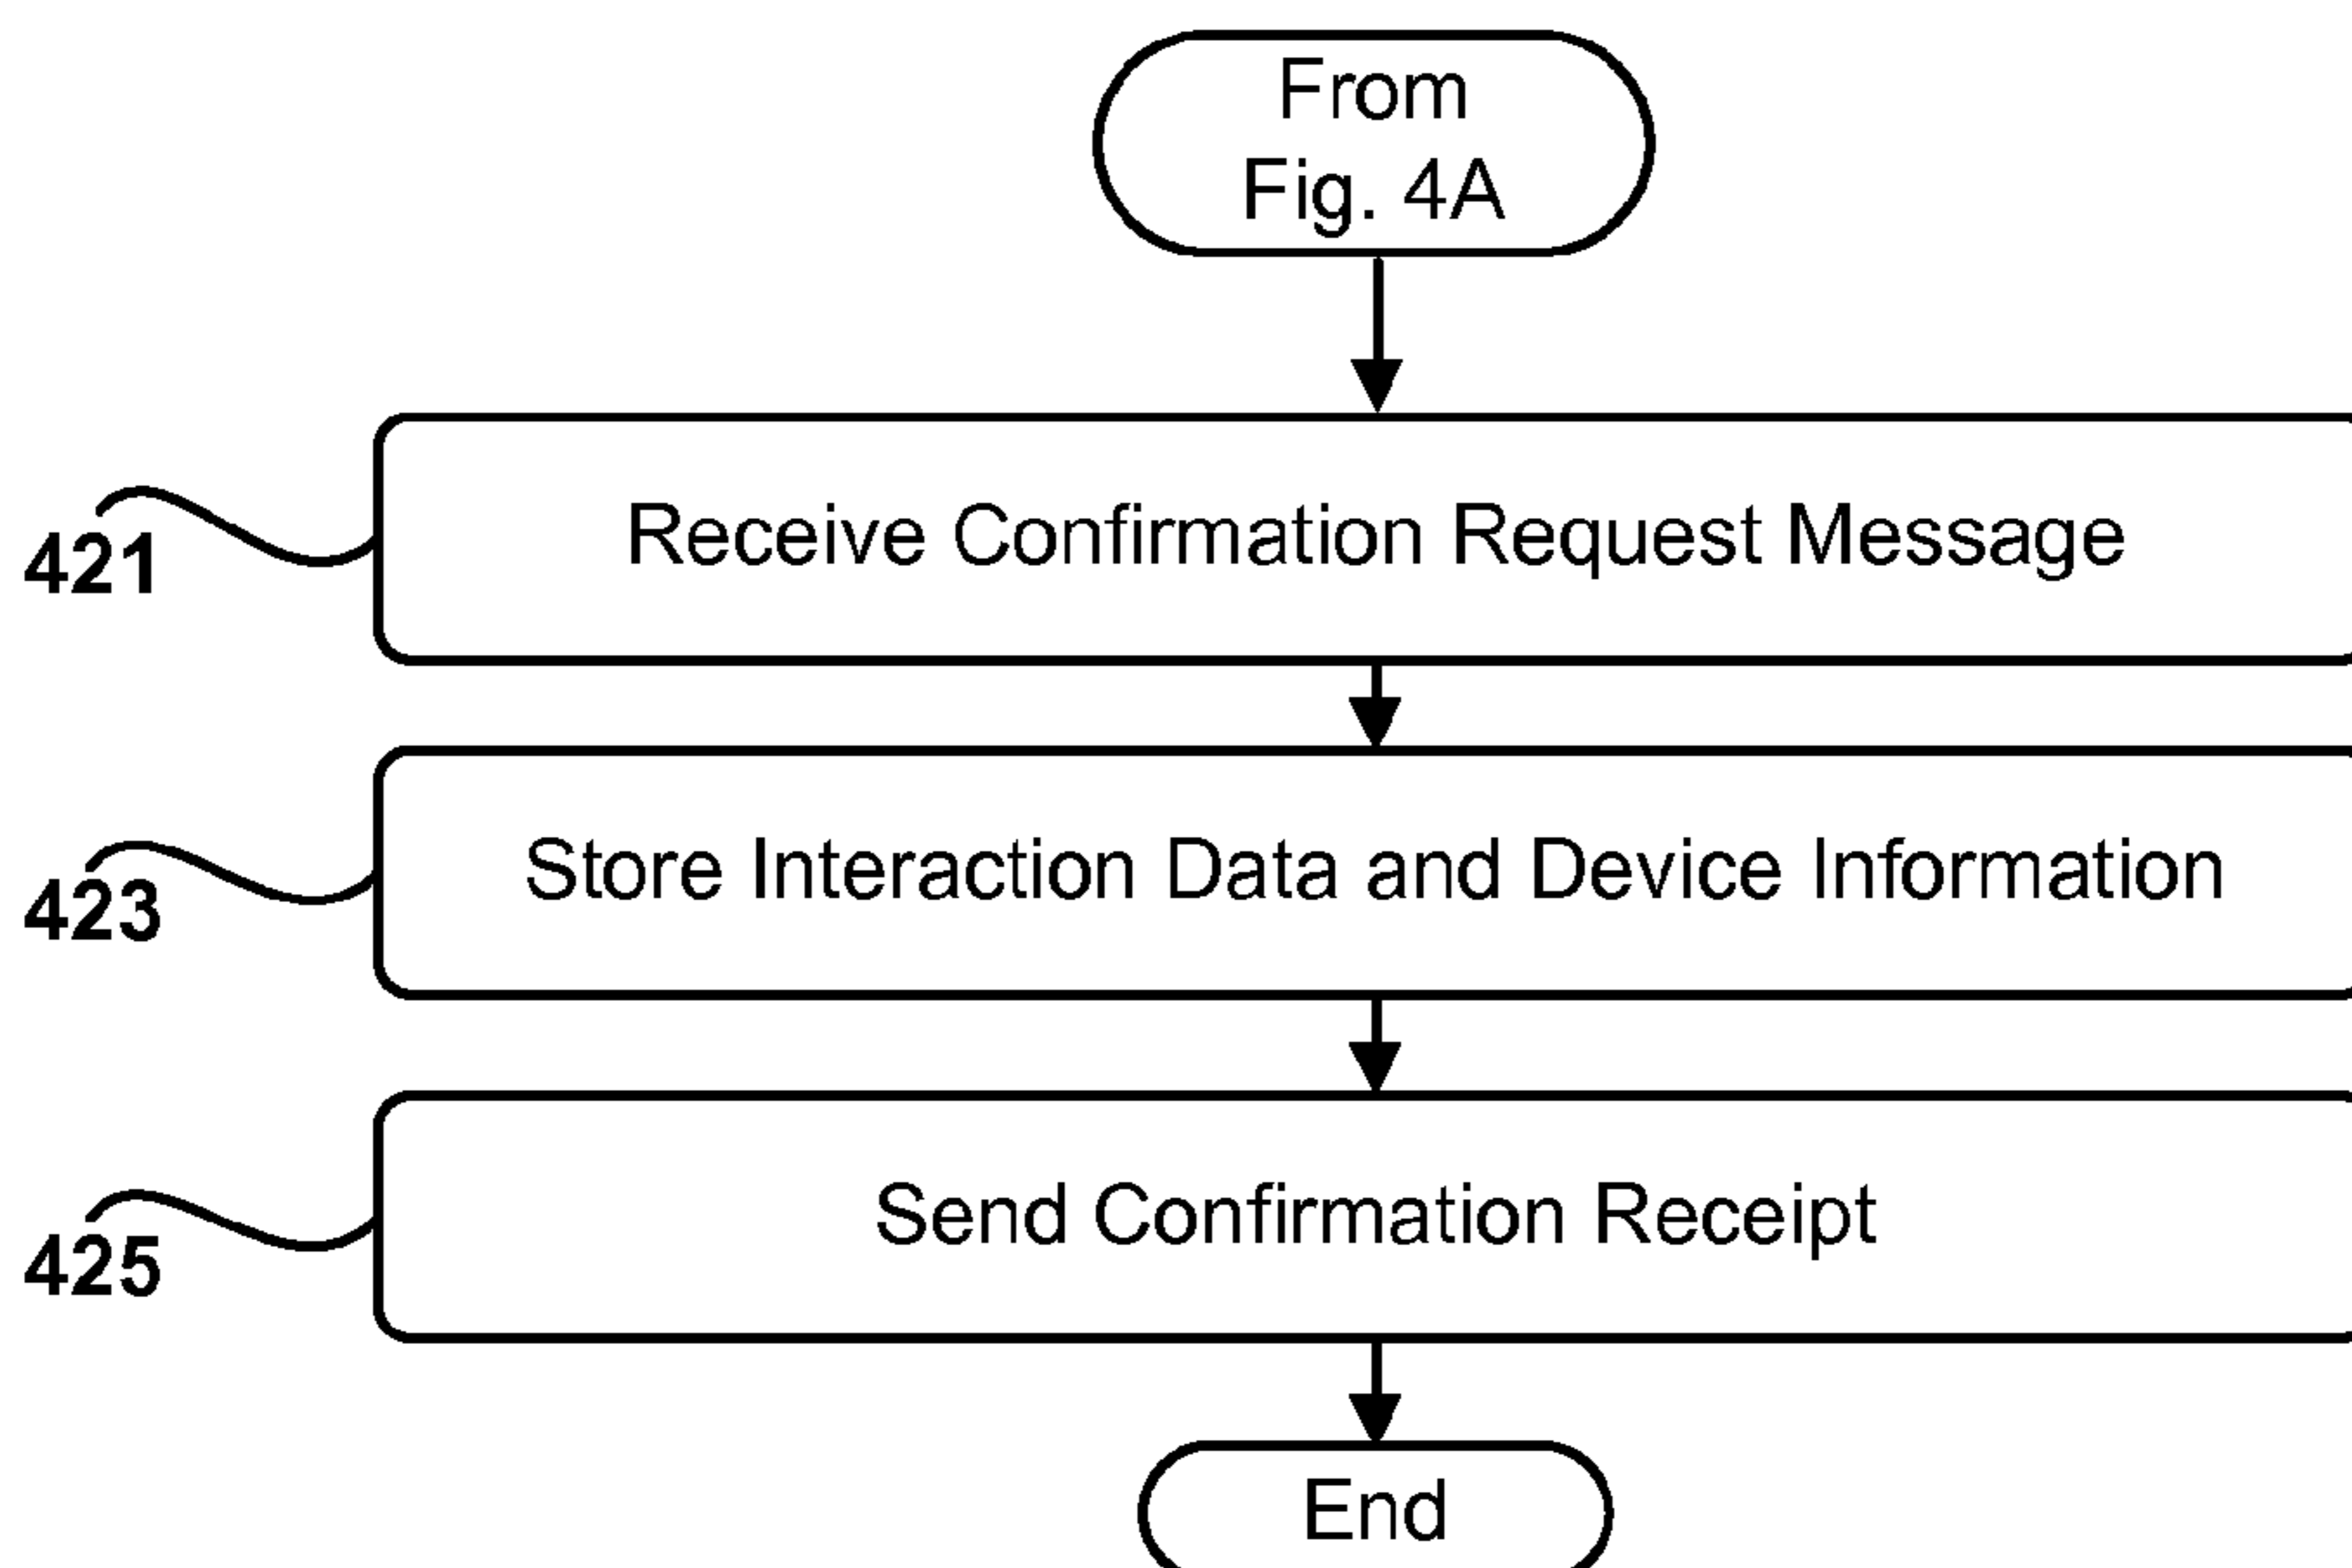 From
Fig. 4A
Receive Confirmation Request Message
421
Store Interaction Data and Device Information
423
Send Confirmation Receipt
425
End